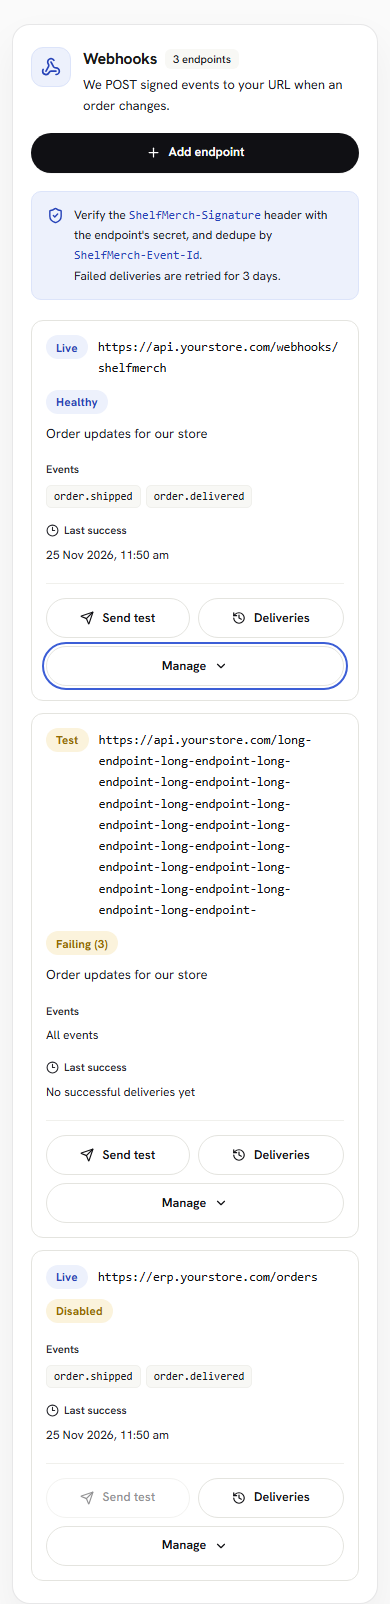 Webhooks 3 endpoints
We POST signed events to your URL when an
order changes.
Add endpoint
Verify the ShelfMerch-Signature header with
the endpoint's secret, and dedupe by
ShelfMerch-Event-Id.
Failed deliveries are retried for 3 days.
Live https://api.yourstore.com/webhooks/
shelfmerch
Healthy
Order updates for our store
Events
order.shipped order.delivered
Last success
25 Nov 2026, 11:50 am
Send test Deliveries
Manage
Test https://api.yourstore.com/long-
endpoint-long-endpoint-long-
endpoint-long-endpoint-long-
endpoint-long-endpoint-long-
endpoint-long-endpoint-long-
endpoint-long-endpoint-long-
endpoint-long-endpoint-long-
endpoint-long-endpoint-long-
endpoint-long-endpoint-
Failing (3)
Order updates for our store
Events
All events
Last success
No successful deliveries yet
Send test Deliveries
Manage
Live https://erp.yourstore.com/orders
Disabled
Events
order.shipped order.delivered
Last success
25 Nov 2026, 11:50 am
Send test Deliveries
Manage